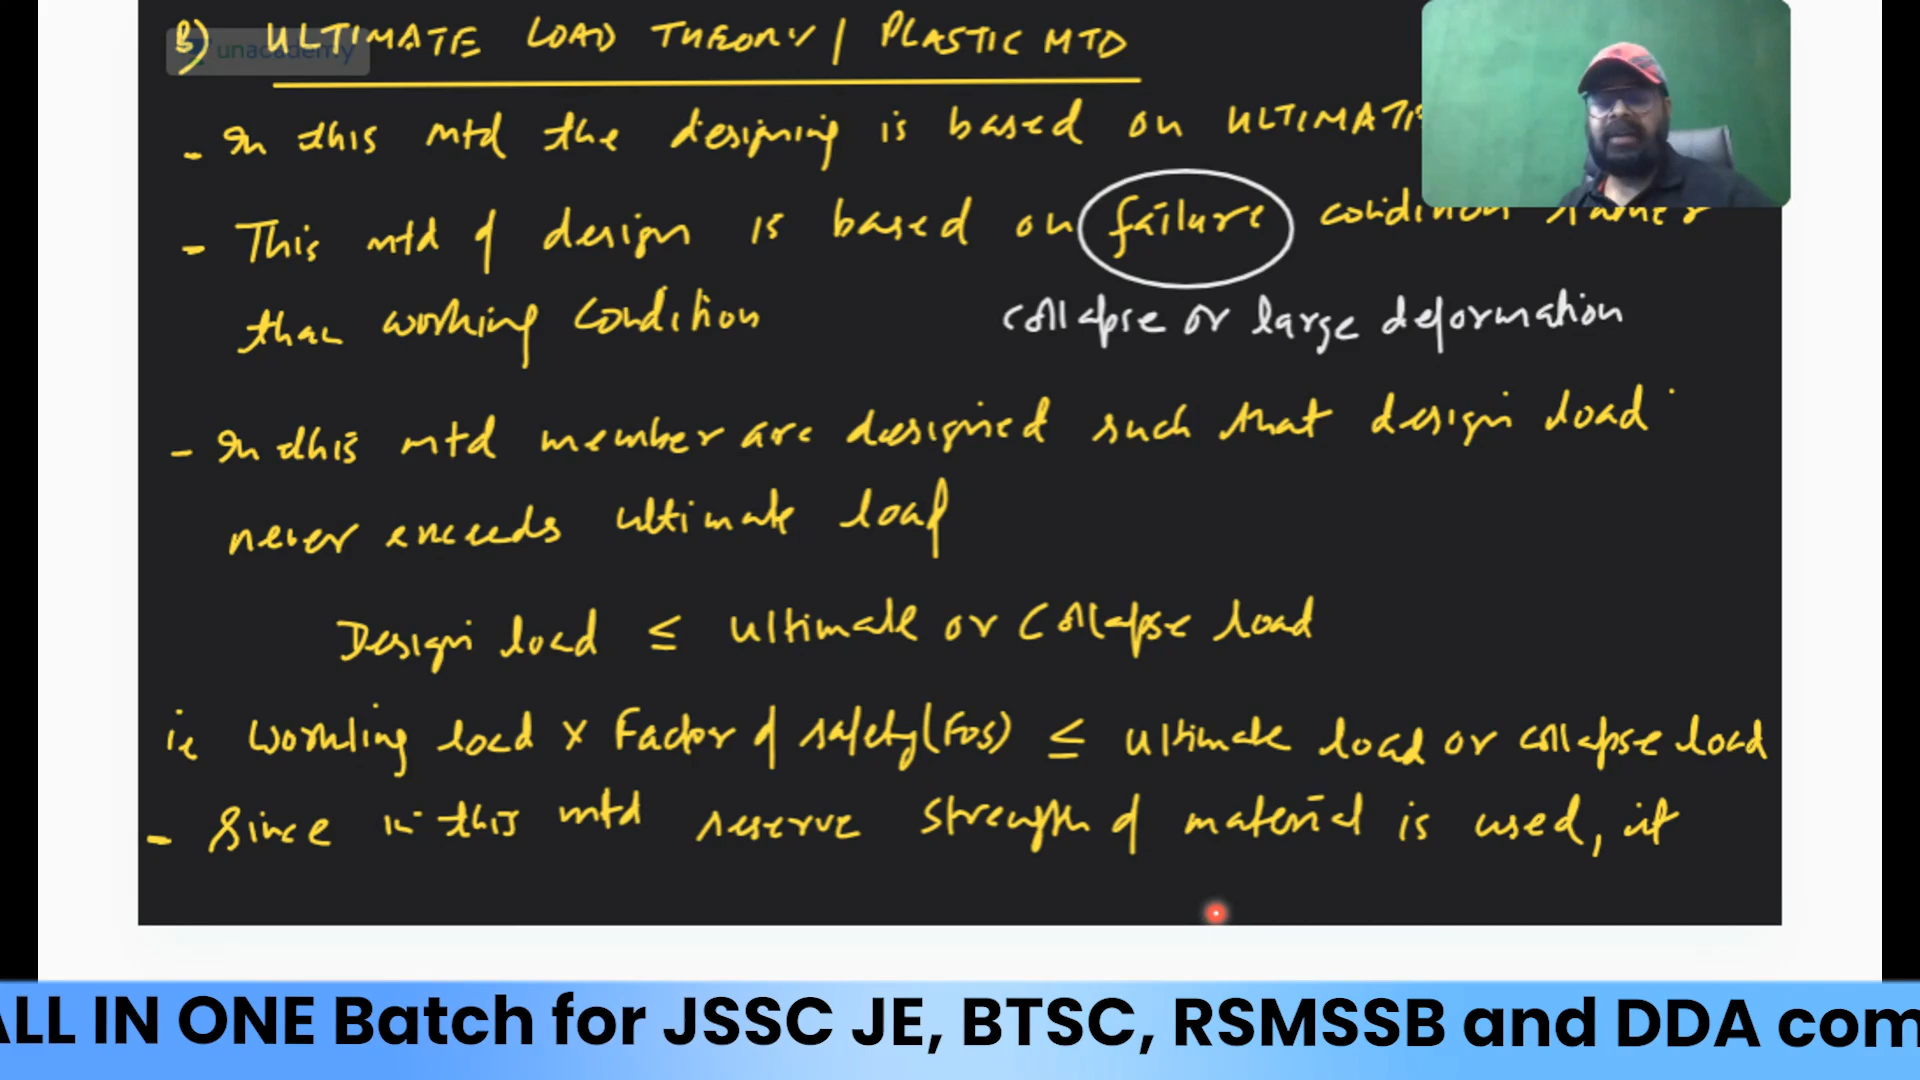 B) ULTIMATE LOAD THEORY / PLASTIC MTD
unacademy
- In this mtd the designing is based on ULTIMATE
- This mtd of design is based on failure condition rather
than working condition
collapse or large deformation
- In this mtd member are designed such that design load
never exceeds ultimate load
Design load ≤ ultimate or collapse load
ie working load x Factor of safety (FOS) ≤ ultimate load or collapse load
- Since in this mtd reserve strength of material is used, it
ALL IN ONE Batch for JSSC JE, BTSC, RSMSSB and DDA com